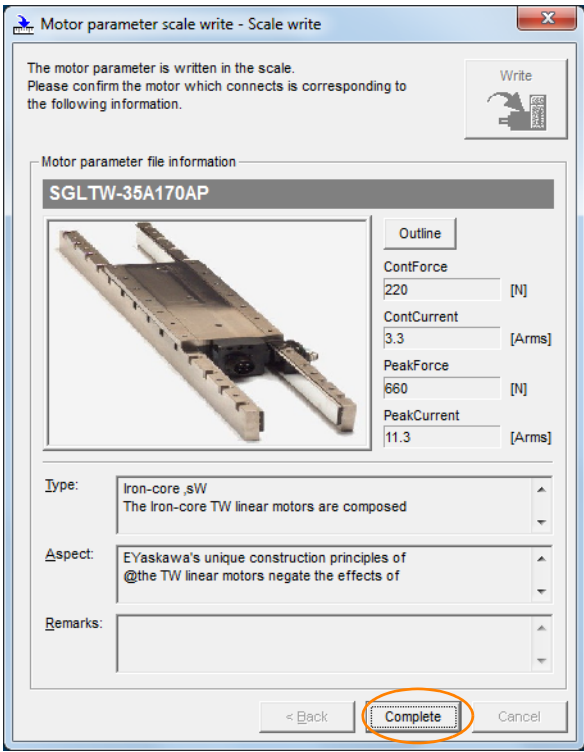 Motor parameter scale write - Scale write
The motor parameter is written in the scale.
Please confirm the motor which connects is corresponding to
the following information.
Write
Motor parameter file information
SGLTW-35A170AP
Outline
ContForce
220 [N]
ContCurrent
3.3 [Arms]
PeakForce
660 [N]
PeakCurrent
11.3 [Arms]
Type:
Iron-core ,sW
The Iron-core TW linear motors are composed
Aspect:
EYaskawa's unique construction principles of
@the TW linear motors negate the effects of
Remarks:
< Back Complete Cancel